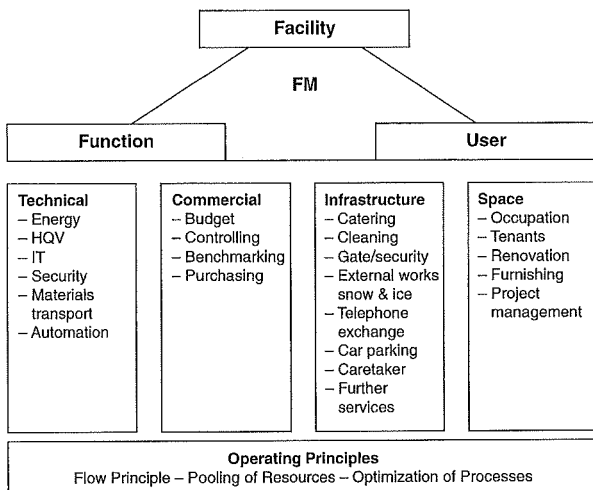 Facility
FM
Function
User
Technical
– Energy
– HQV
– IT
– Security
– Materials
transport
– Automation
Commercial
– Budget
– Controlling
– Benchmarking
– Purchasing
Infrastructure
– Catering
– Cleaning
– Gate/security
– External works
snow & ice
– Telephone
exchange
– Car parking
– Caretaker
– Further
services
Space
– Occupation
– Tenants
– Renovation
– Furnishing
– Project
management
Operating Principles
Flow Principle – Pooling of Resources – Optimization of Processes